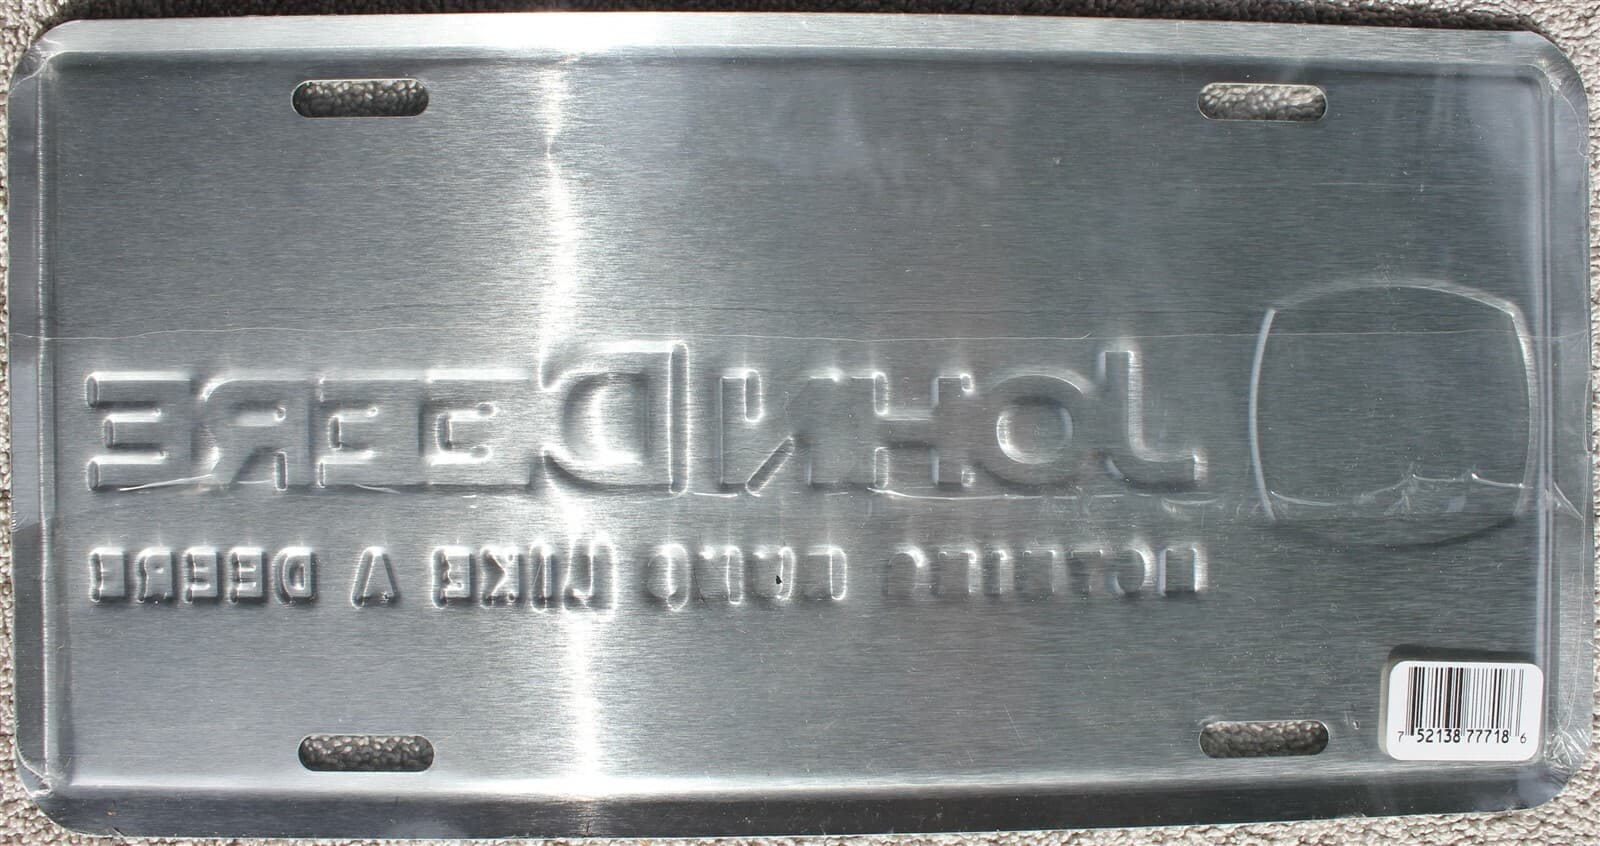 JOHN DEERE
NOTHING RUNS LIKE A DEERE
7 52138 77718 6